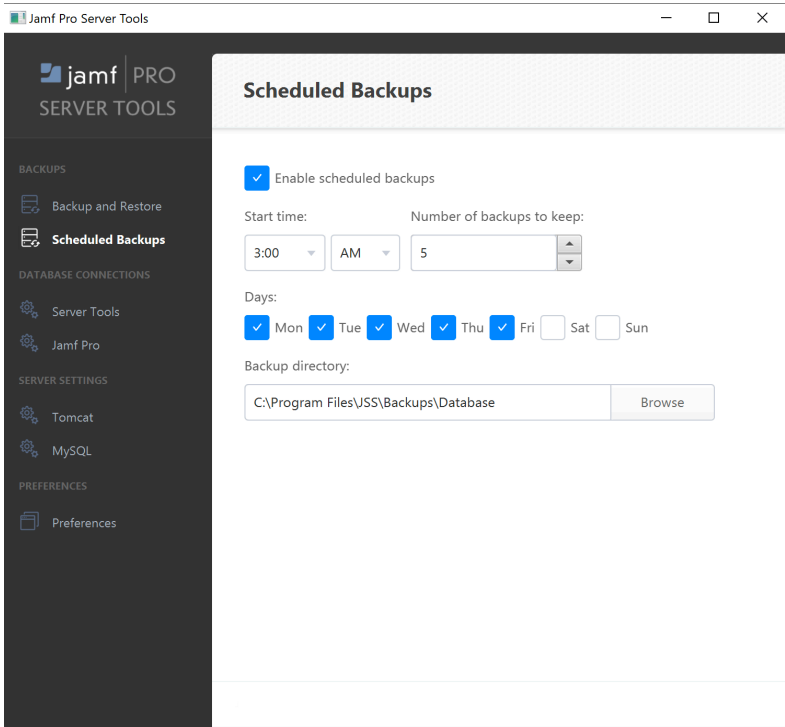 Jamf Pro Server Tools
jamf PRO
SERVER TOOLS
BACKUPS
Backup and Restore
Scheduled Backups
DATABASE CONNECTIONS
Server Tools
Jamf Pro
SERVER SETTINGS
Tomcat
MySQL
PREFERENCES
Preferences
Scheduled Backups
Enable scheduled backups
Start time: Number of backups to keep:
3:00 AM 5
Days:
Mon Tue Wed Thu Fri Sat Sun
Backup directory:
C:\Program Files\JSS\Backups\Database Browse